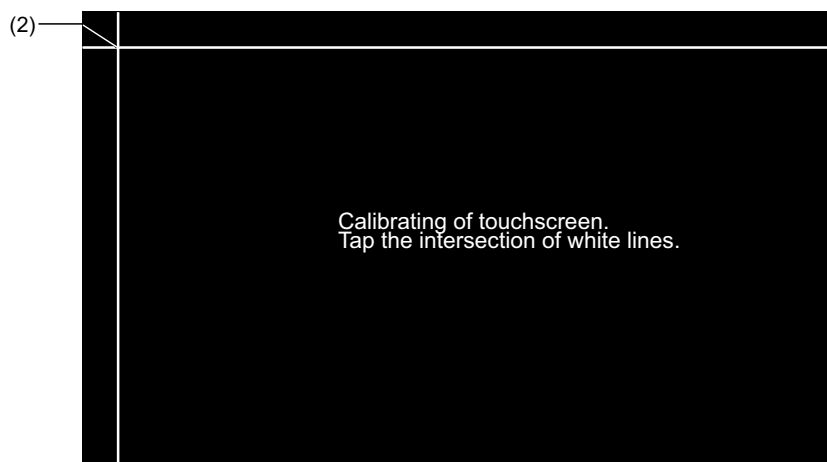 (2)
Calibrating of touchscreen.
Tap the intersection of white lines.